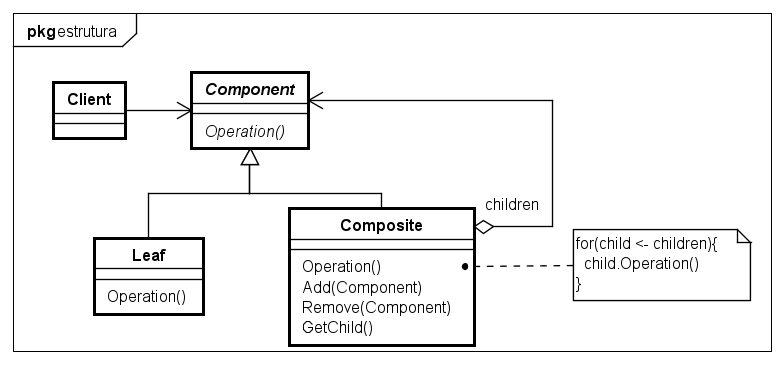 pkg estrutura
Client
Component
Operation()
children
Leaf
Operation()
Composite
Operation()
Add(Component)
Remove(Component)
GetChild()
for(child <- children){
child.Operation()
}